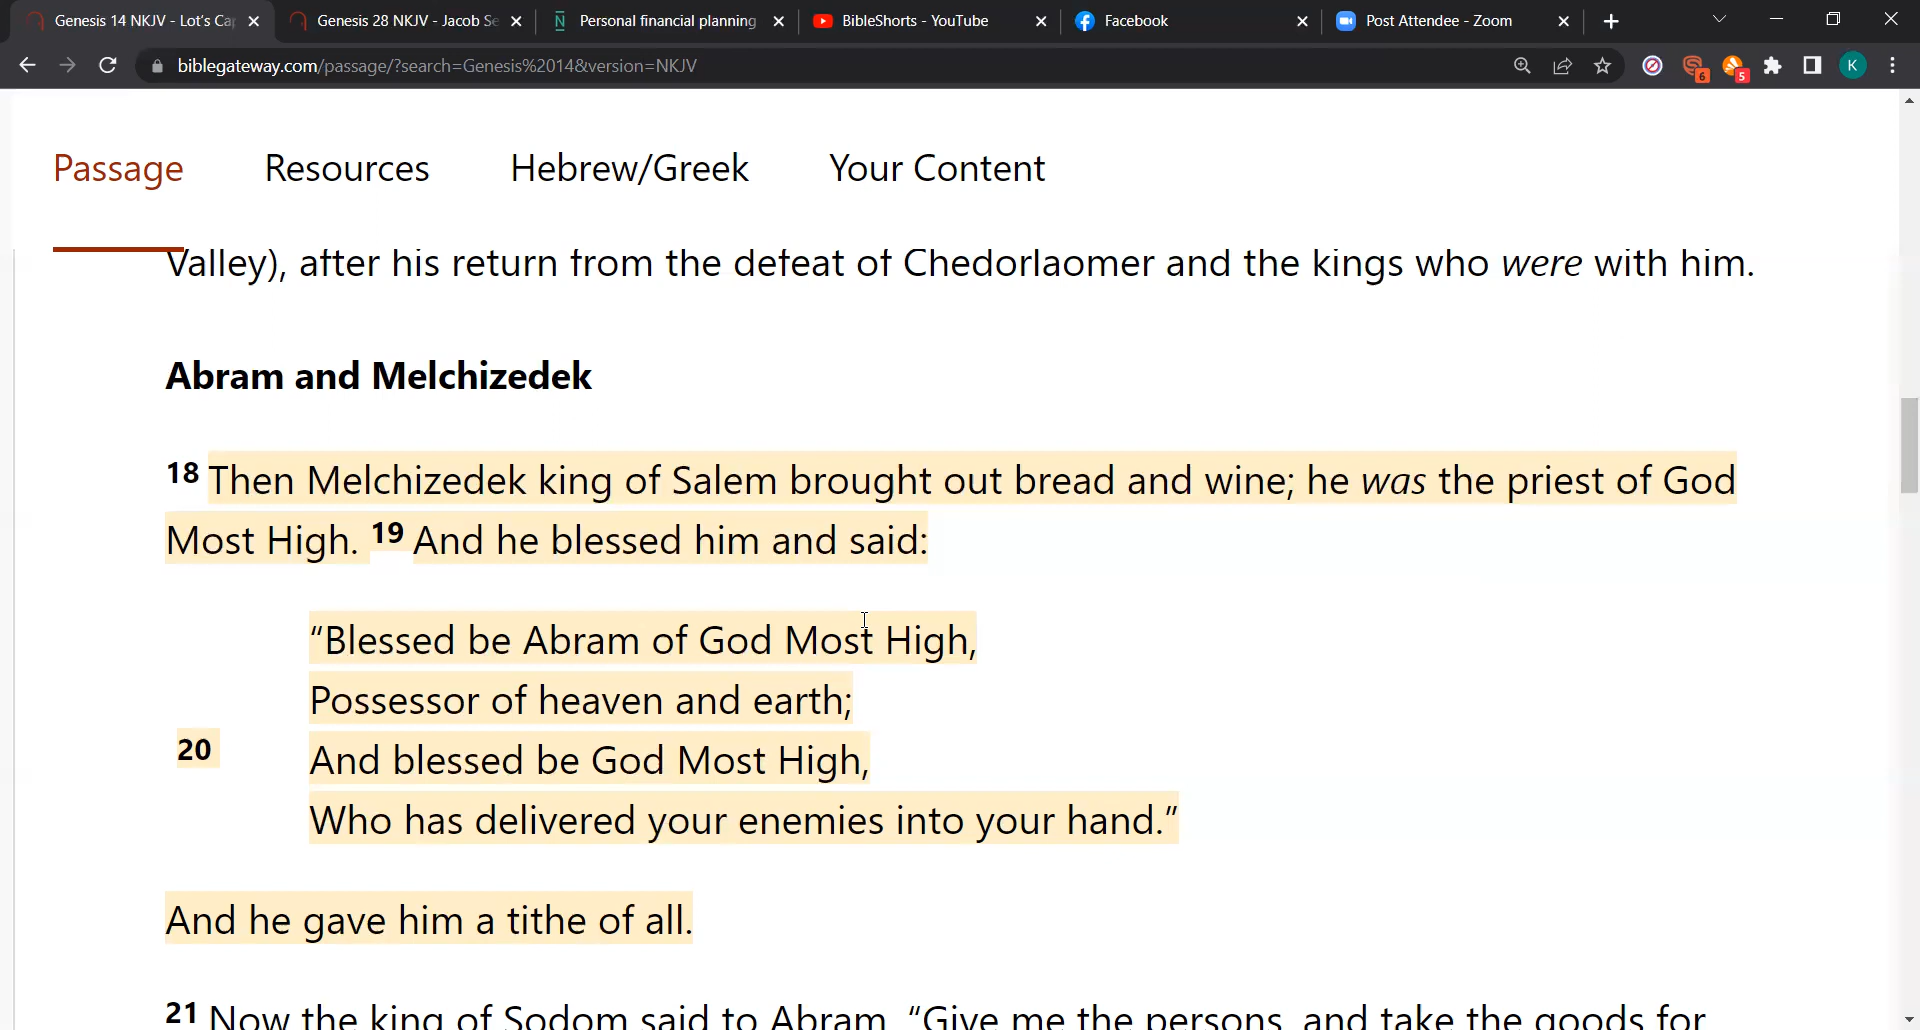 Genesis 14 NKJV - Lot's Ca
Genesis 28 NKJV - Jacob Se
Personal financial planning
BibleShorts - YouTube
Facebook
Post Attendee - Zoom
biblegateway.com/passage/?search=Genesis%2014&version=NKJV
6
5
K
Passage
Resources
Hebrew/Greek
Your Content
Valley), after his return from the defeat of Chedorlaomer and the kings who were with him.
Abram and Melchizedek
18 Then Melchizedek king of Salem brought out bread and wine; he was the priest of God
Most High. 19 And he blessed him and said:
“Blessed be Abram of God Most High,
Possessor of heaven and earth;
20 And blessed be God Most High,
Who has delivered your enemies into your hand.”
And he gave him a tithe of all.
21 Now the king of Sodom said to Abram, “Give me the persons, and take the goods for